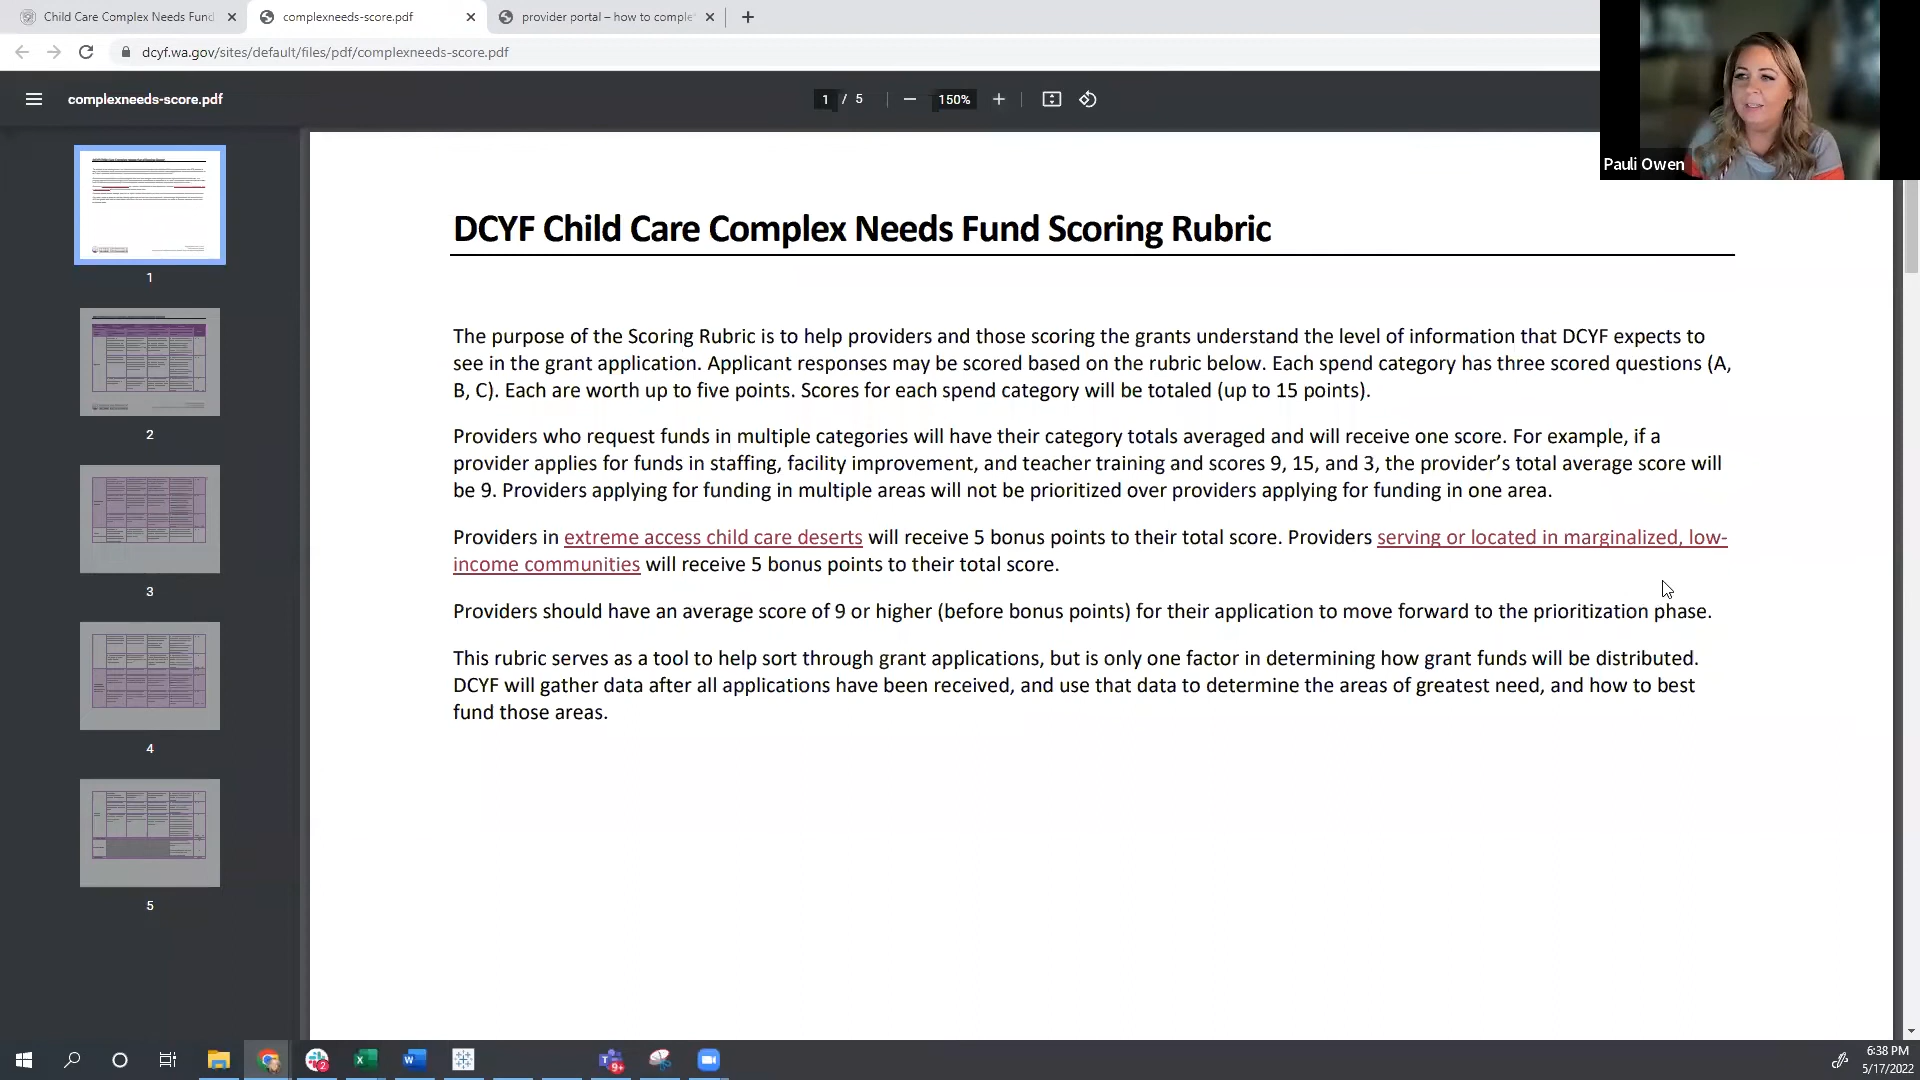 Child Care Complex Needs Fund
complexneeds-score.pdf
provider portal – how to comple
dcyf.wa.gov/sites/default/files/pdf/complexneeds-score.pdf
complexneeds-score.pdf
1 / 5
150%
Pauli Owen
DCYF Child Care Complex Needs Fund Scoring Rubric
The purpose of the Scoring Rubric is to help providers and those scoring the grants understand the level of information that DCYF expects to
see in the grant application. Applicant responses may be scored based on the rubric below. Each spend category has three scored questions (A,
B, C). Each are worth up to five points. Scores for each spend category will be totaled (up to 15 points).
Providers who request funds in multiple categories will have their category totals averaged and will receive one score. For example, if a
provider applies for funds in staffing, facility improvement, and teacher training and scores 9, 15, and 3, the provider’s total average score will
be 9. Providers applying for funding in multiple areas will not be prioritized over providers applying for funding in one area.
Providers in extreme access child care deserts will receive 5 bonus points to their total score. Providers serving or located in marginalized, low-
income communities will receive 5 bonus points to their total score.
Providers should have an average score of 9 or higher (before bonus points) for their application to move forward to the prioritization phase.
This rubric serves as a tool to help sort through grant applications, but is only one factor in determining how grant funds will be distributed.
DCYF will gather data after all applications have been received, and use that data to determine the areas of greatest need, and how to best
fund those areas.
1
2
3
4
5
2
9+
6:38 PM
5/17/2022